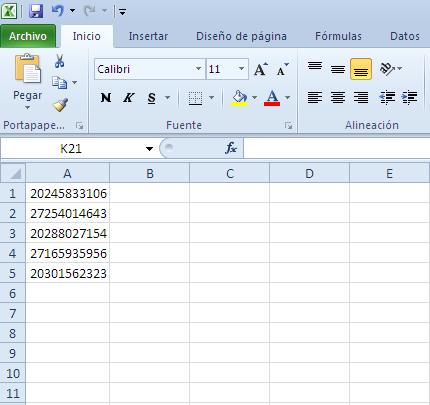 Archivo Inicio Insertar Diseño de página Fórmulas Datos
Calibri 11 A A
Pegar N K S A
Portapape... Fuente Alineación
K21 fx
A B C D E
1 20245833106
2 27254014643
3 20288027154
4 27165935956
5 20301562323
6
7
8
9
10
11